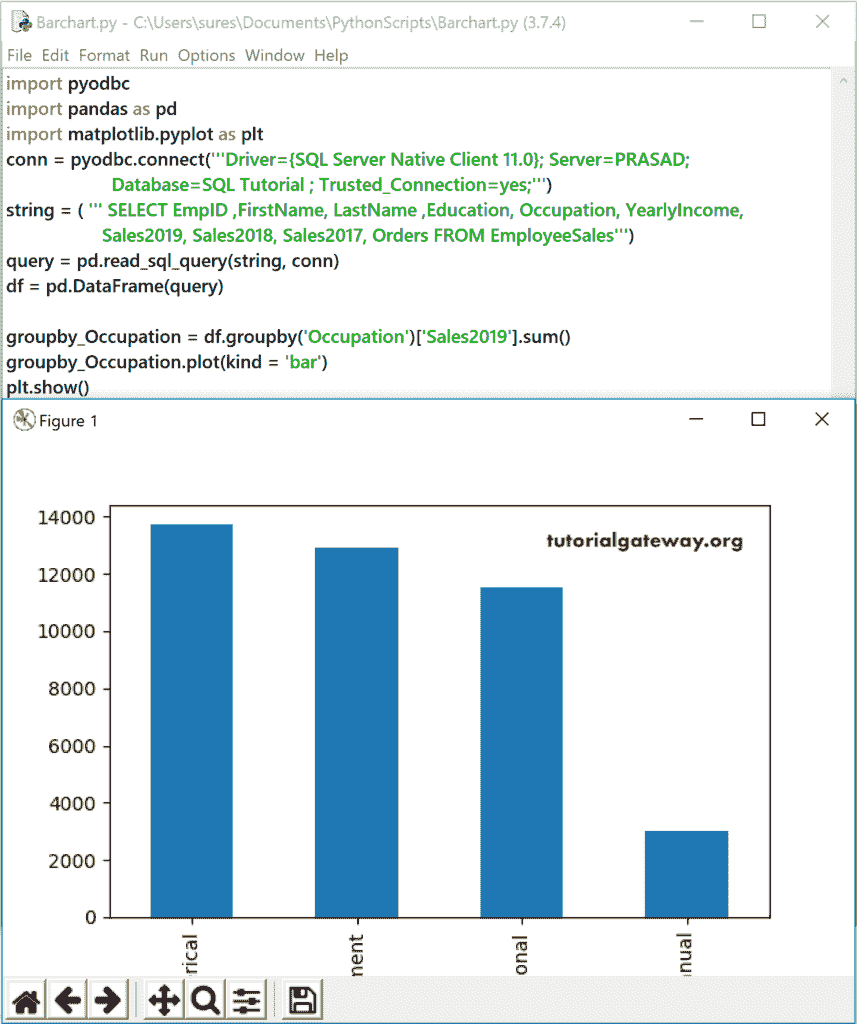 Barchart.py - C:\Users\sures\Documents\PythonScripts\Barchart.py (3.7.4)
File Edit Format Run Options Window Help
import pyodbc
import pandas as pd
import matplotlib.pyplot as plt
conn = pyodbc.connect('''Driver={SQL Server Native Client 11.0}; Server=PRASAD;
Database=SQL Tutorial ; Trusted_Connection=yes;''')
string = ( ''' SELECT EmpID ,FirstName, LastName ,Education, Occupation, YearlyIncome,
Sales2019, Sales2018, Sales2017, Orders FROM EmployeeSales''')
query = pd.read_sql_query(string, conn)
df = pd.DataFrame(query)
groupby_Occupation = df.groupby('Occupation')['Sales2019'].sum()
groupby_Occupation.plot(kind = 'bar')
plt.show()
Figure 1
tutorialgateway.org
14000
12000
10000
8000
6000
4000
2000
0
rical
nent
onal
nual